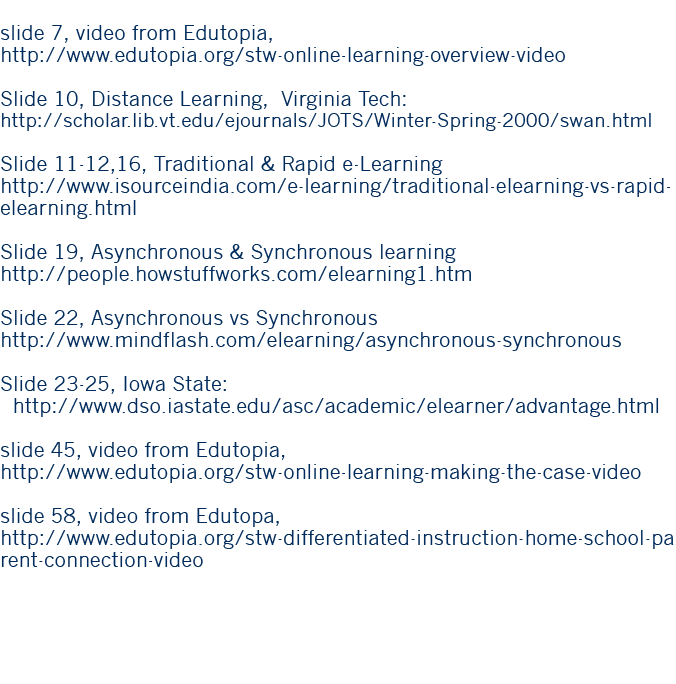 slide 7, video from Edutopia,
http://www.edutopia.org/stw-online-learning-overview-video
Slide 10, Distance Learning,  Virginia Tech:
http://scholar.lib.vt.edu/ejournals/JOTS/Winter-Spring-2000/swan.html
Slide 11-12,16, Traditional & Rapid e-Learning
http://www.isourceindia.com/e-learning/traditional-elearning-vs-rapid-
elearning.html
Slide 19, Asynchronous & Synchronous learning
http://people.howstuffworks.com/elearning1.htm
Slide 22, Asynchronous vs Synchronous
http://www.mindflash.com/elearning/asynchronous-synchronous
Slide 23-25, Iowa State:
http://www.dso.iastate.edu/asc/academic/elearner/advantage.html
slide 45, video from Edutopia,
http://www.edutopia.org/stw-online-learning-making-the-case-video
slide 58, video from Edutopa,
http://www.edutopia.org/stw-differentiated-instruction-home-school-pa
rent-connection-video